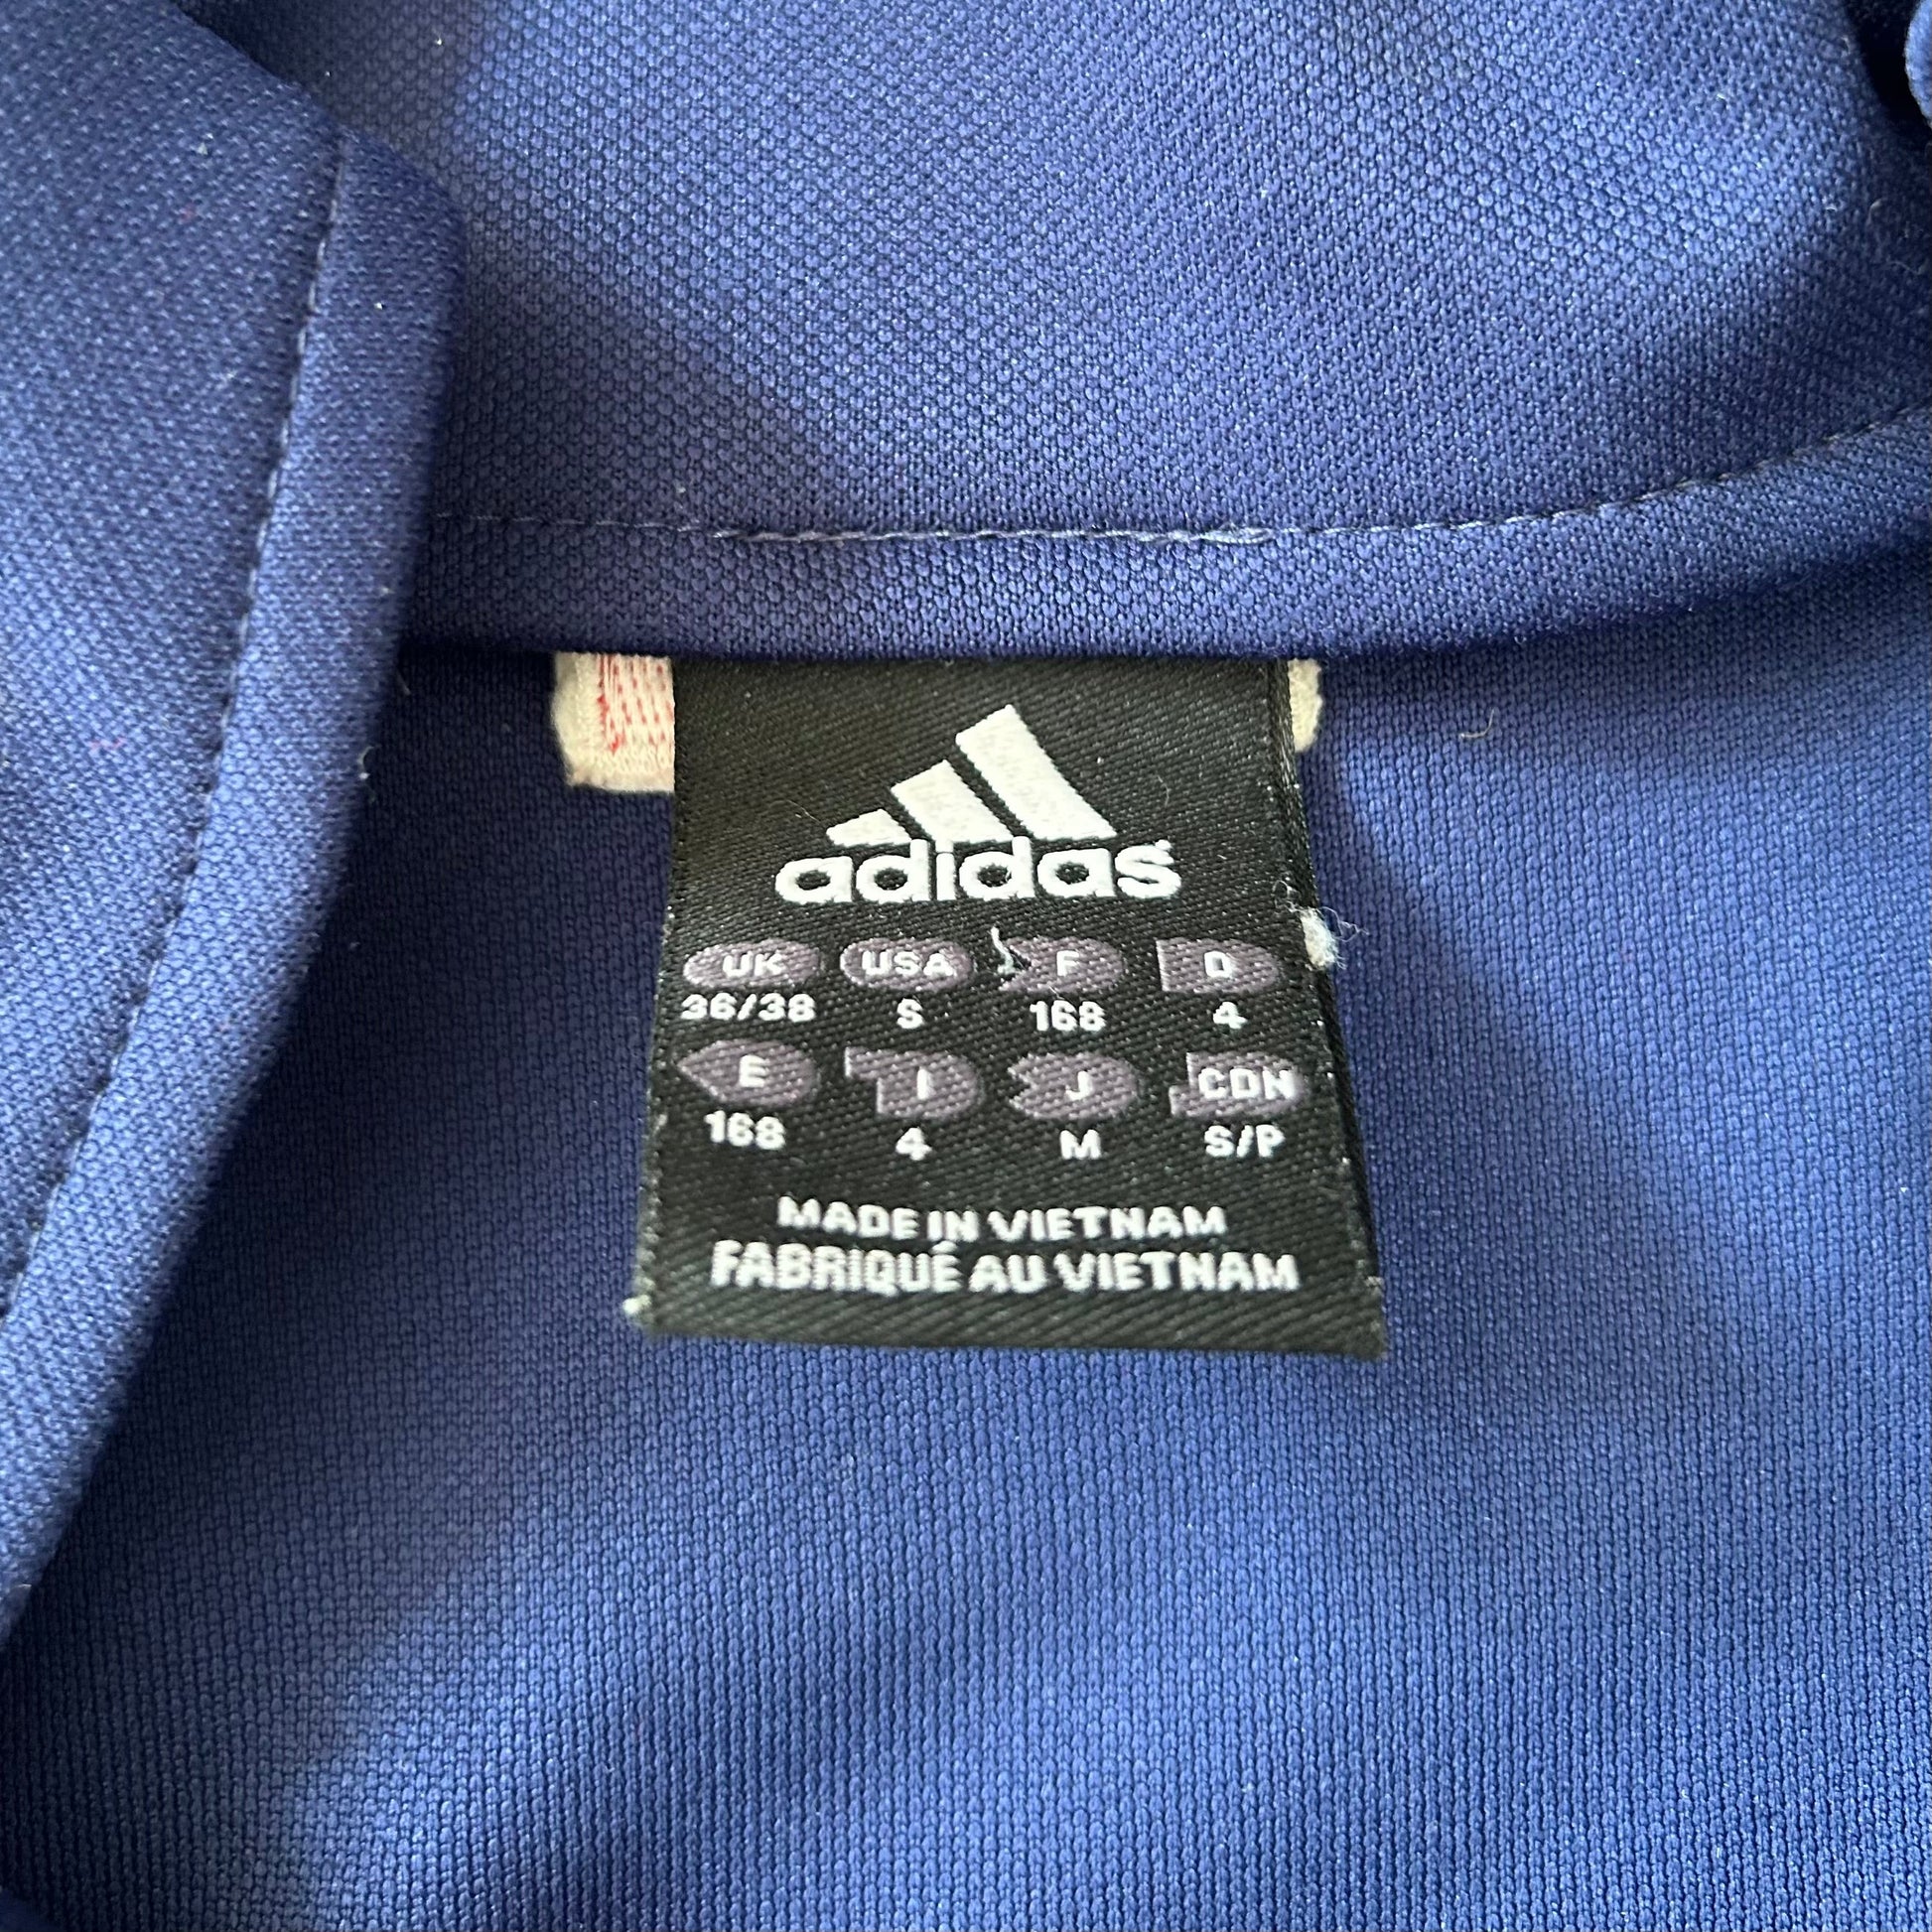 adidas
UK USA F D
36/38 S 168 4
E I J CDN
168 4 M S/P
MADE IN VIETNAM
FABRIQUÉ AU VIETNAM